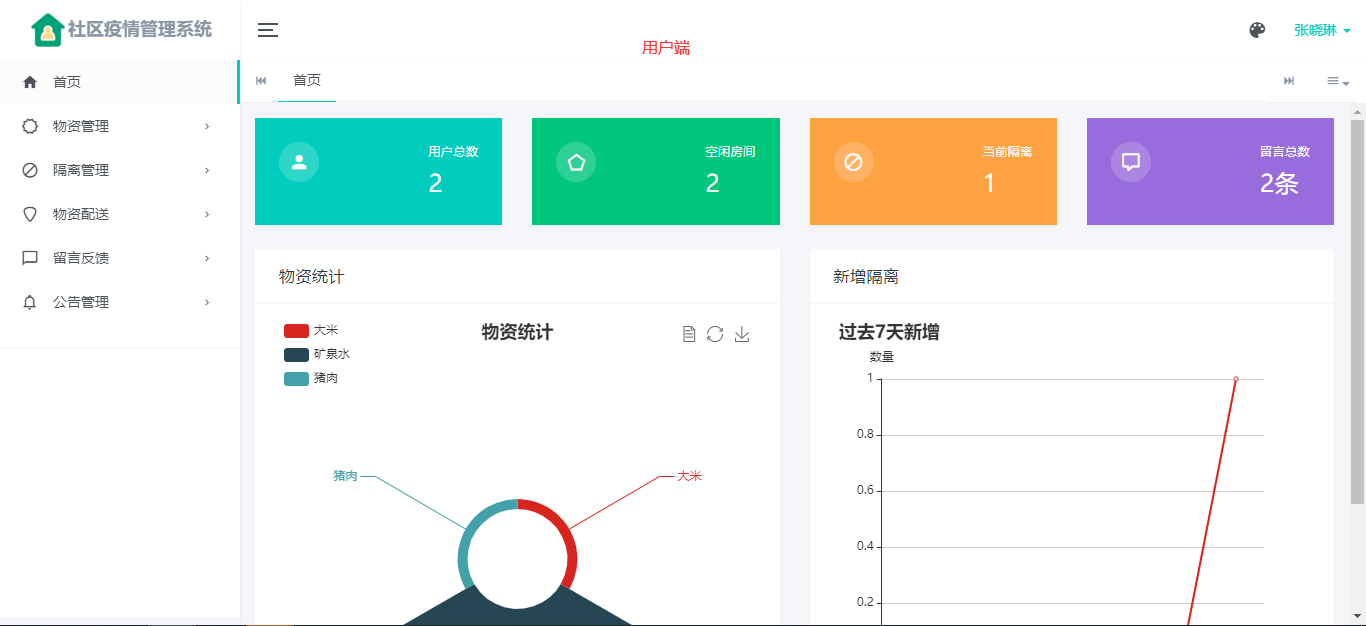 社区疫情管理系统
用户端
张晓琳
首页
物资管理
隔离管理
物资配送
留言反馈
公告管理
首页
用户总数
2
空闲房间
2
当前隔离
1
留言总数
2条
物资统计
大米
矿泉水
猪肉
物资统计
猪肉
大米
新增隔离
过去7天新增
数量
1
0.8
0.6
0.4
0.2